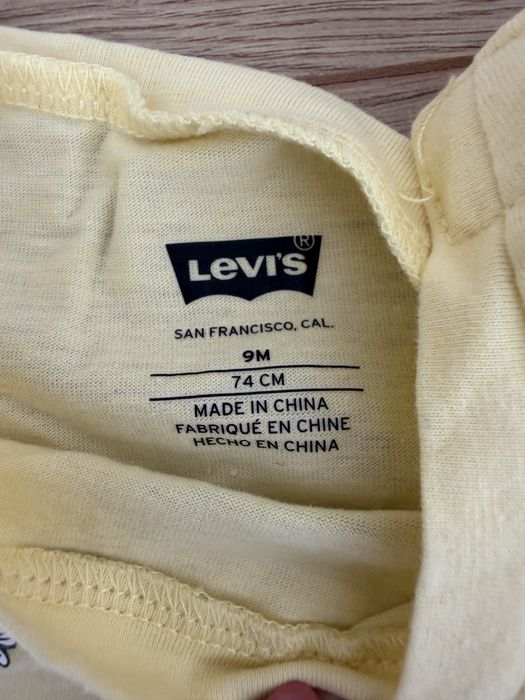 Levi's ®
SAN FRANCISCO, CAL.
9M
74 CM
MADE IN CHINA
FABRIQUÉ EN CHINE
HECHO EN CHINA